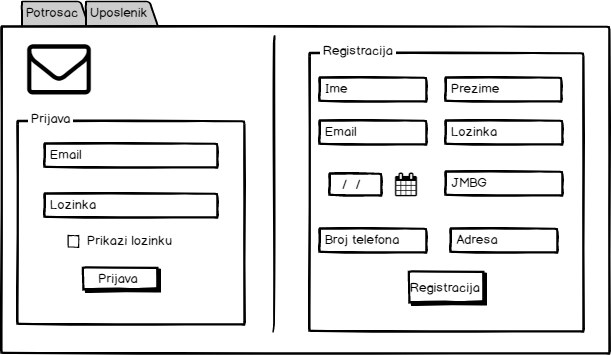 Potrosac Uposlenik
Prijava
Email
Lozinka
Prikazi lozinku
Prijava
Registracija
Ime Prezime
Email Lozinka
/ / JMBG
Broj telefona Adresa
Registracija